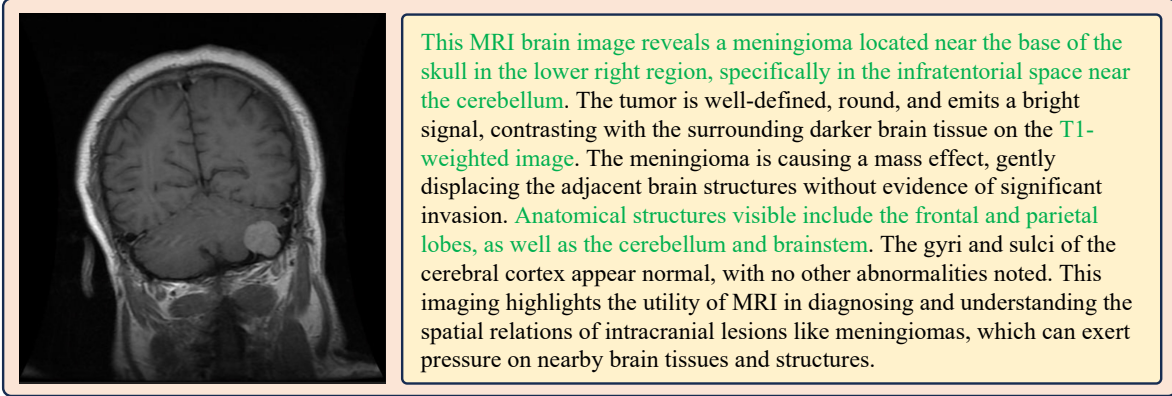 This MRI brain image reveals a meningioma located near the base of the
skull in the lower right region, specifically in the infratentorial space near
the cerebellum. The tumor is well-defined, round, and emits a bright
signal, contrasting with the surrounding darker brain tissue on the T1-
weighted image. The meningioma is causing a mass effect, gently
displacing the adjacent brain structures without evidence of significant
invasion. Anatomical structures visible include the frontal and parietal
lobes, as well as the cerebellum and brainstem. The gyri and sulci of the
cerebral cortex appear normal, with no other abnormalities noted. This
imaging highlights the utility of MRI in diagnosing and understanding the
spatial relations of intracranial lesions like meningiomas, which can exert
pressure on nearby brain tissues and structures.